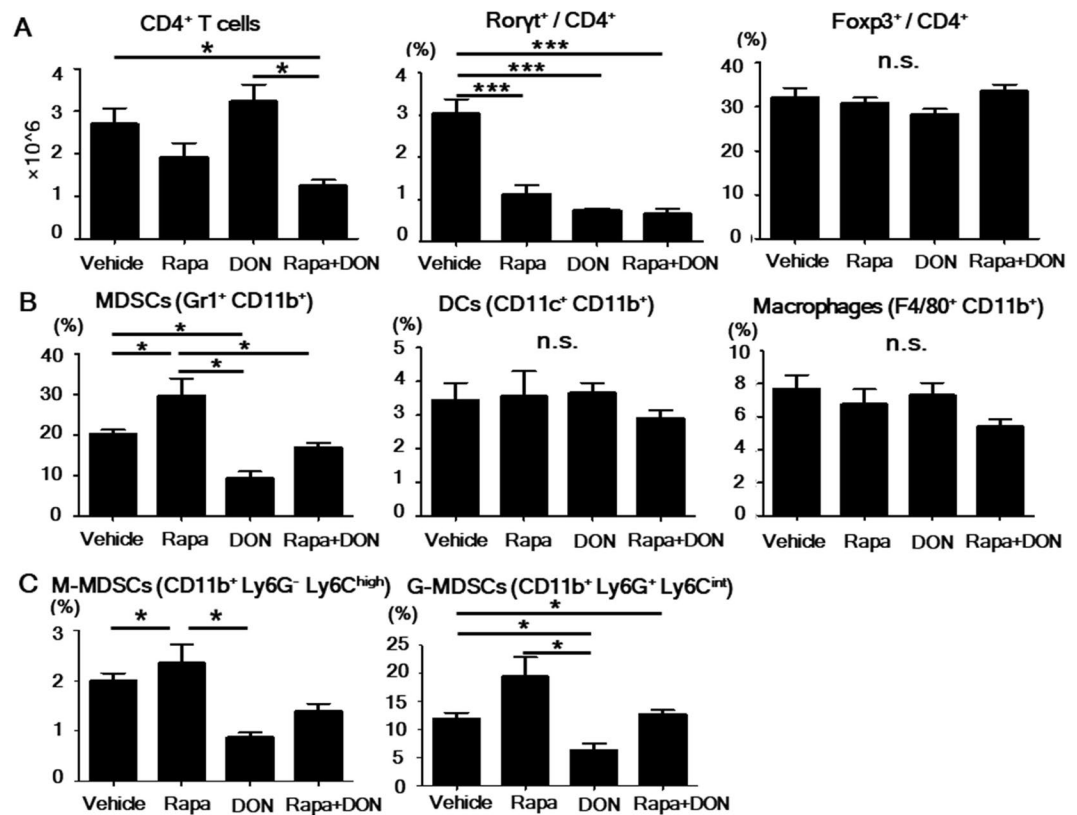 A
CD4⁺ T cells
Rorγt⁺ / CD4⁺
Foxp3⁺ / CD4⁺
*
*
×10^6
4
3
2
1
0
Vehicle Rapa DON Rapa+DON
(%)
***
***
***
4
3
2
1
0
Vehicle Rapa DON Rapa+DON
(%)
n.s.
40
30
20
10
0
Vehicle Rapa DON Rapa+DON
B
MDSCs (Gr1⁺ CD11b⁺)
DCs (CD11c⁺ CD11b⁺)
Macrophages (F4/80⁺ CD11b⁺)
(%)
*
*
*
*
40
30
20
10
0
Vehicle Rapa DON Rapa+DON
(%)
n.s.
5
4
3
2
1
0
Vehicle Rapa DON Rapa+DON
(%)
n.s.
10
8
6
4
2
0
Vehicle Rapa DON Rapa+DON
C
M-MDSCs (CD11b⁺ Ly6G⁻ Ly6C^high)
G-MDSCs (CD11b⁺ Ly6G⁺ Ly6C^int)
(%)
*
*
3
2
1
0
Vehicle Rapa DON Rapa+DON
(%)
*
*
*
25
20
15
10
5
0
Vehicle Rapa DON Rapa+DON